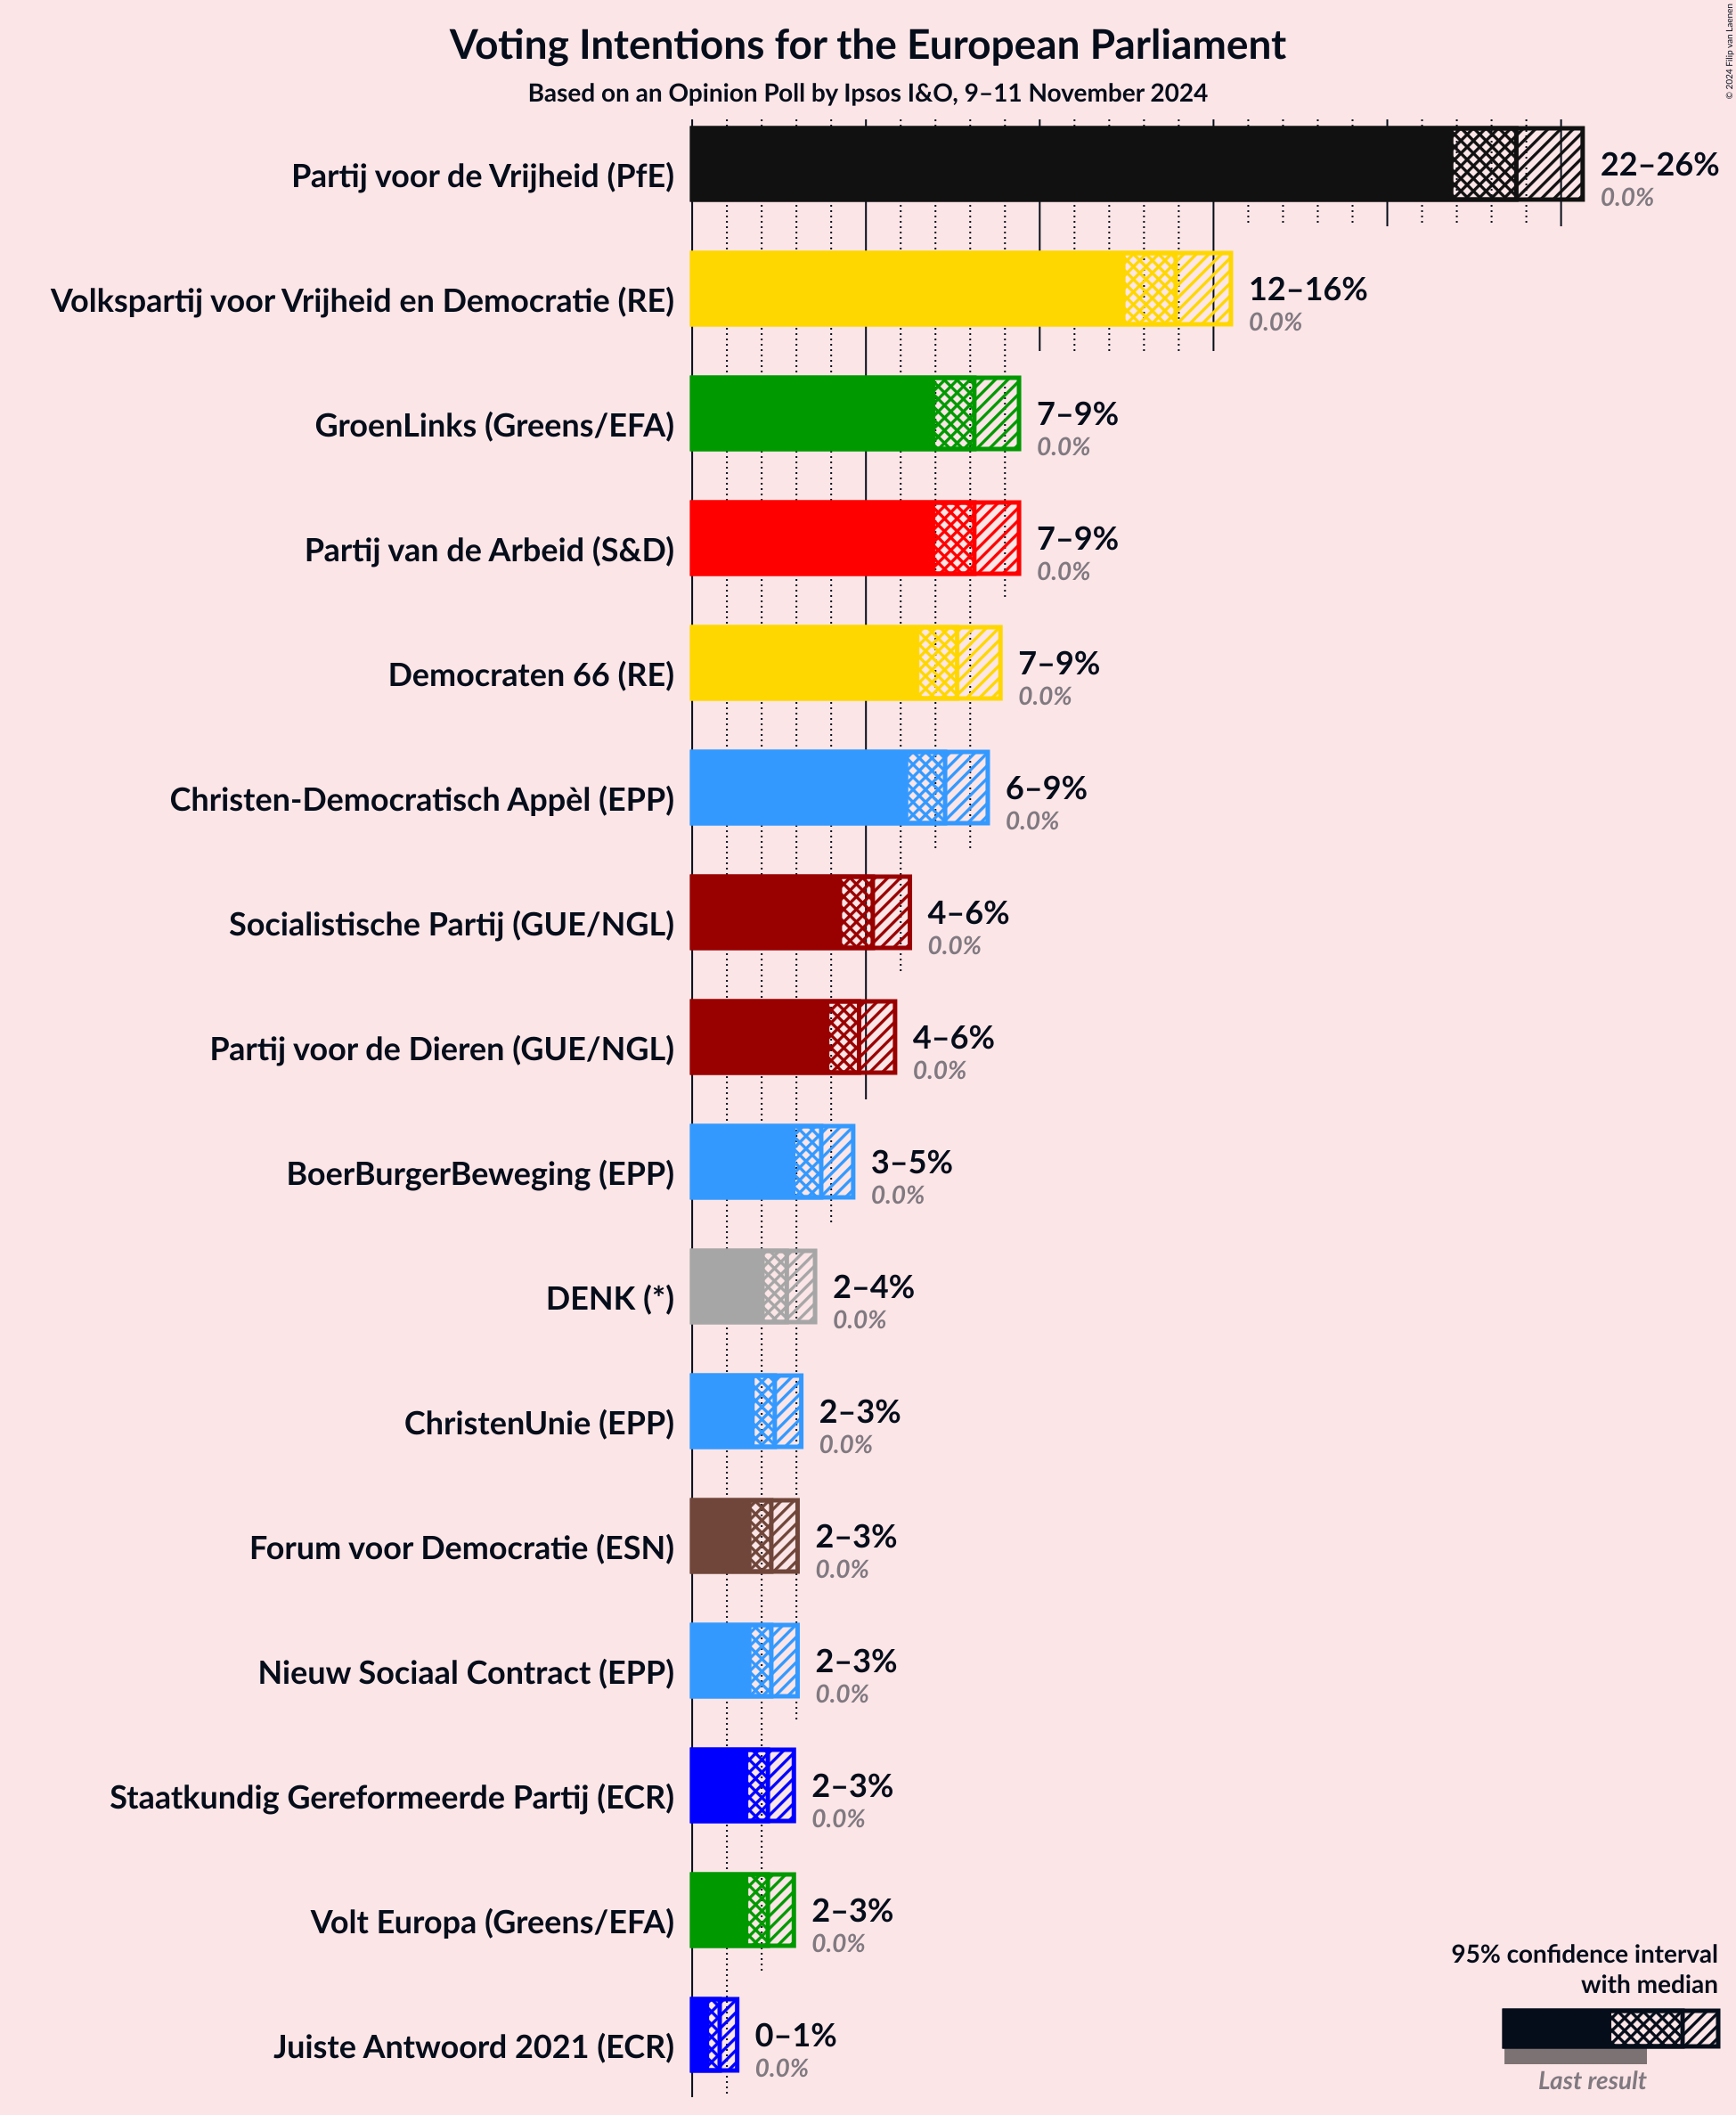 Voting Intentions for the European Parliament
Based on an Opinion Poll by Ipsos I&O, 9–11 November 2024
© 2024 Filip van Laenen
Partij voor de Vrijheid (PfE)
22–26%
0.0%
Volkspartij voor Vrijheid en Democratie (RE)
12–16%
0.0%
GroenLinks (Greens/EFA)
7–9%
0.0%
Partij van de Arbeid (S&D)
7–9%
0.0%
Democraten 66 (RE)
7–9%
0.0%
Christen-Democratisch Appèl (EPP)
6–9%
0.0%
Socialistische Partij (GUE/NGL)
4–6%
0.0%
Partij voor de Dieren (GUE/NGL)
4–6%
0.0%
BoerBurgerBeweging (EPP)
3–5%
0.0%
DENK (*)
2–4%
0.0%
ChristenUnie (EPP)
2–3%
0.0%
Forum voor Democratie (ESN)
2–3%
0.0%
Nieuw Sociaal Contract (EPP)
2–3%
0.0%
Staatkundig Gereformeerde Partij (ECR)
2–3%
0.0%
Volt Europa (Greens/EFA)
2–3%
0.0%
Juiste Antwoord 2021 (ECR)
0–1%
0.0%
95% confidence interval
with median
Last result